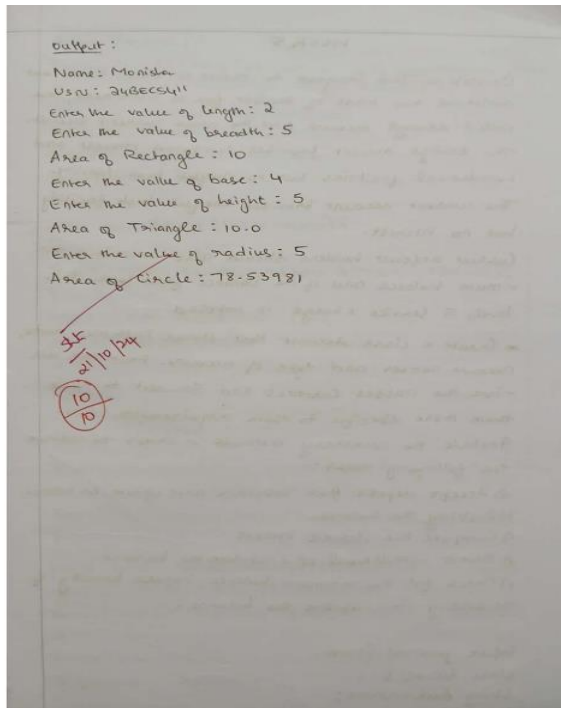 Output :
Name: Monisha
USN : 24BECS411
Enter the value of length : 2
Enter the value of breadth : 5
Area of Rectangle : 10
Enter the value of base : 4
Enter the value of height : 5
Area of Triangle : 10.0
Enter the value of radius : 5
Area of Circle : 78.53981
21/10/24
10
10